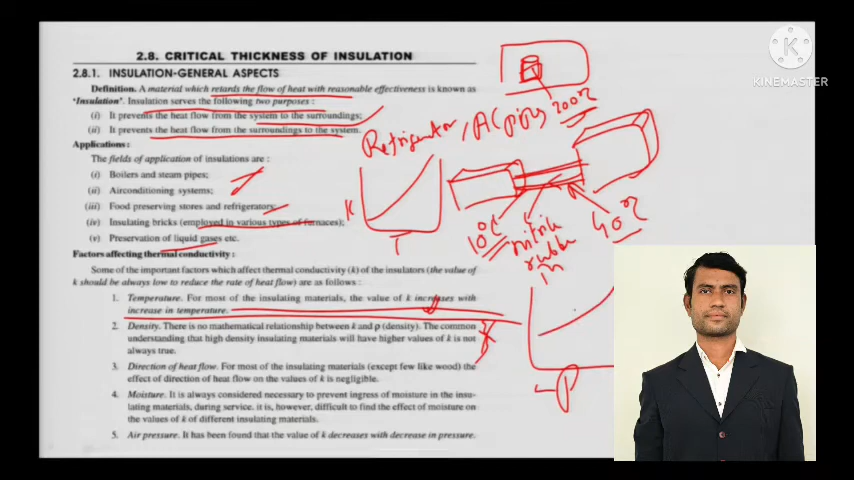 2.8. CRITICAL THICKNESS OF INSULATION
2.8.1. INSULATION-GENERAL ASPECTS
Definition. A material which retards the flow of heat with reasonable effectiveness is known as
"Insulation". Insulation serves the following two purposes :
(i) It prevents the heat flow from the system to the surroundings;
(ii) It prevents the heat flow from the surroundings to the system.
Applications :
The fields of application of insulations are :
(i) Boilers and steam pipes;
(ii) Airconditioning systems;
(iii) Food preserving stores and refrigerators;
(iv) Insulating bricks (employed in various types of furnaces);
(v) Preservation of liquid gases etc.
Factors affecting thermal conductivity :
Some of the important factors which affect thermal conductivity (k) of the insulators (the value of
k should be always low to reduce the rate of heat flow) are as follows :
1. Temperature. For most of the insulating materials, the value of k increases with
increase in temperature.
2. Density. There is no mathematical relationship between k and ρ (density). The common
understanding that high density insulating materials will have higher values of k is not
always true.
3. Direction of heat flow. For most of the insulating materials (except few like wood) the
effect of direction of heat flow on the values of k is negligible.
4. Moisture. It is always considered necessary to prevent ingress of moisture in the insu-
lating materials, during service, it is, however, difficult to find the effect of moisture on
the values of k of different insulating materials.
5. Air pressure. It has been found that the value of k decreases with decrease in pressure.
Refrigerator, AC pipes
200°C
K
T
10°C
40°C
nitrile
rubber
P
K
KINEMASTER